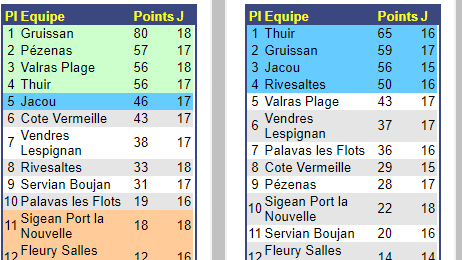 Pl Equipe Points J
1 Gruissan 80 18
2 Pézenas 57 17
3 Valras Plage 56 18
4 Thuir 56 17
5 Jacou 46 17
6 Cote Vermeille 43 17
7 Vendres
Lespignan 38 17
8 Rivesaltes 33 18
9 Servian Boujan 31 17
10 Palavas les Flots 19 16
11 Sigean Port la
Nouvelle 18 18
12 Fleury Salles 12 16
Pl Equipe Points J
1 Thuir 65 16
2 Gruissan 59 17
3 Jacou 56 15
4 Rivesaltes 50 16
5 Valras Plage 43 17
6 Vendres
Lespignan 37 17
7 Palavas les Flots 36 16
8 Cote Vermeille 29 15
9 Pézenas 28 17
10 Sigean Port la
Nouvelle 22 18
11 Servian Boujan 20 16
12 Fleury Salles 14 14